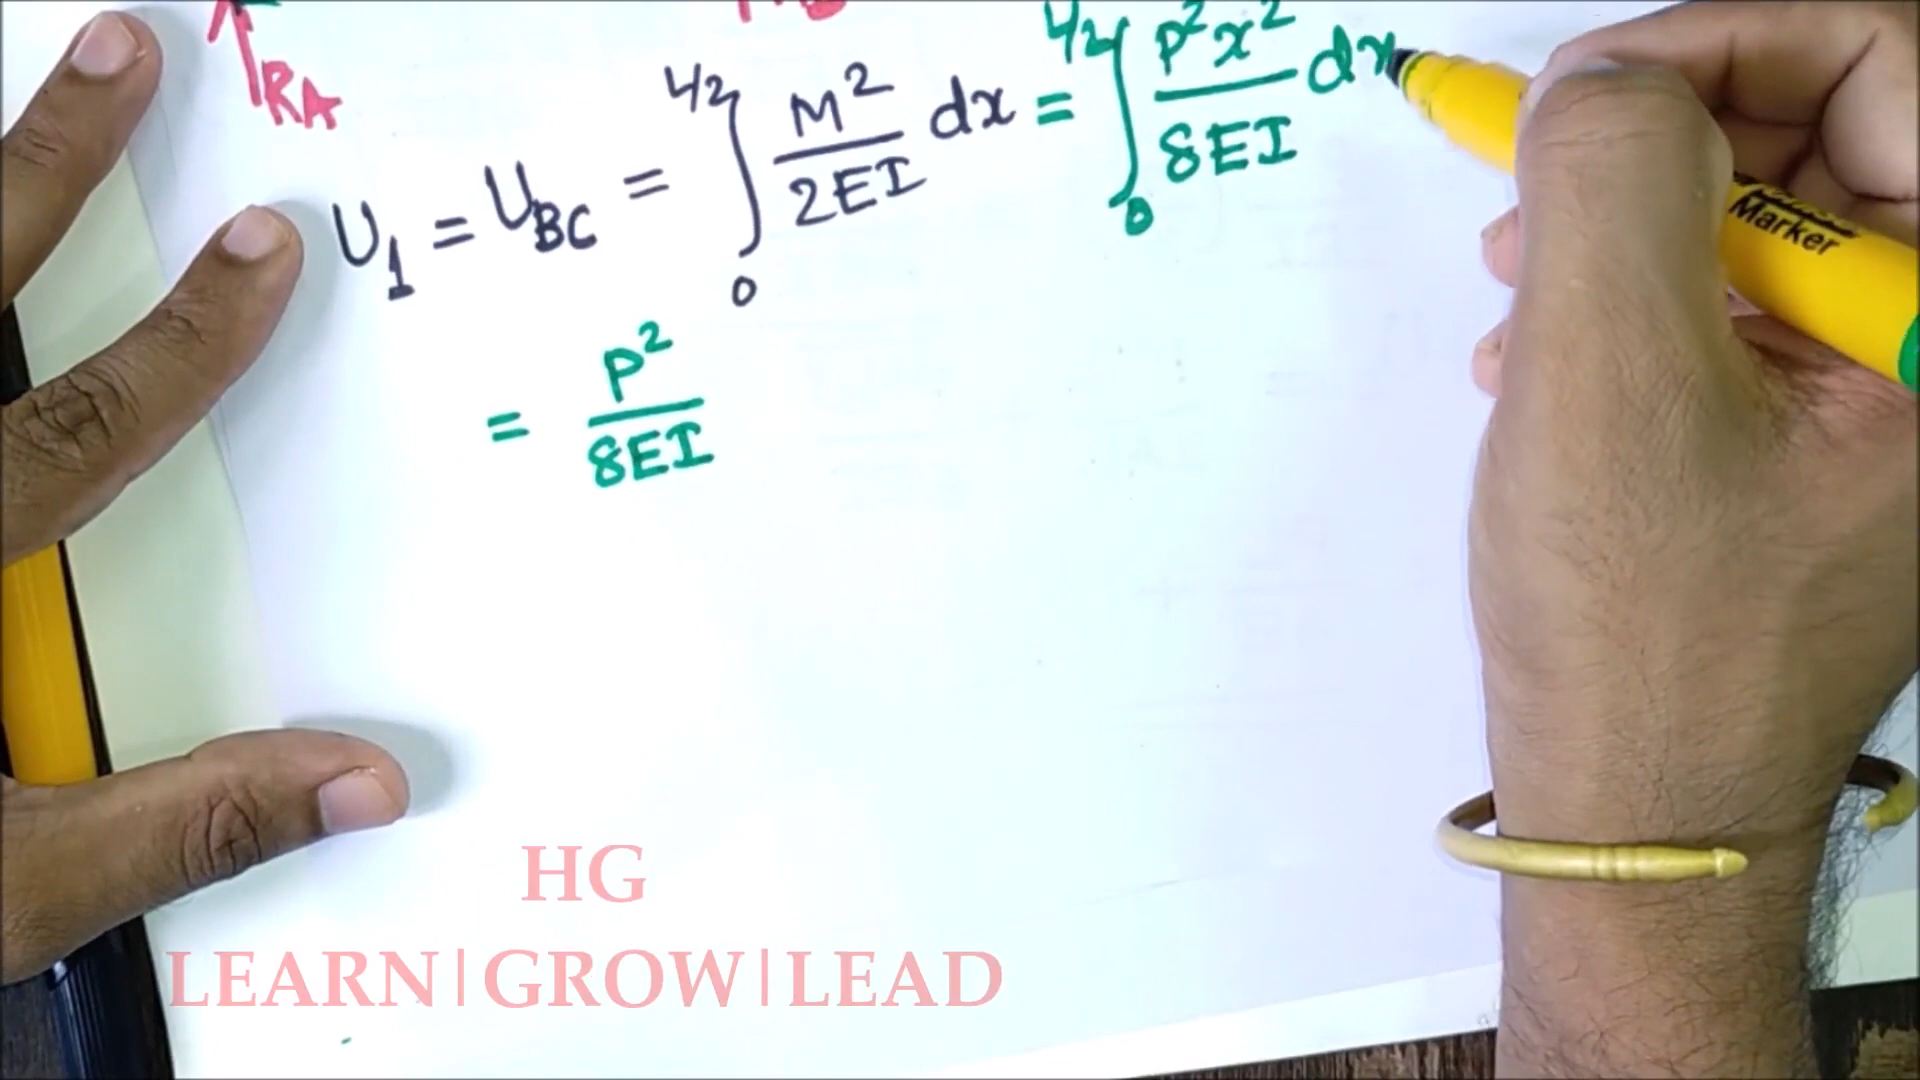 RA
U₁ = U_BC = ∫₀^(L/2) M²/2EI dx = ∫₀^(L/2) P²x²/8EI dx
= P²/8EI
Marker
HG
LEARN|GROW|LEAD